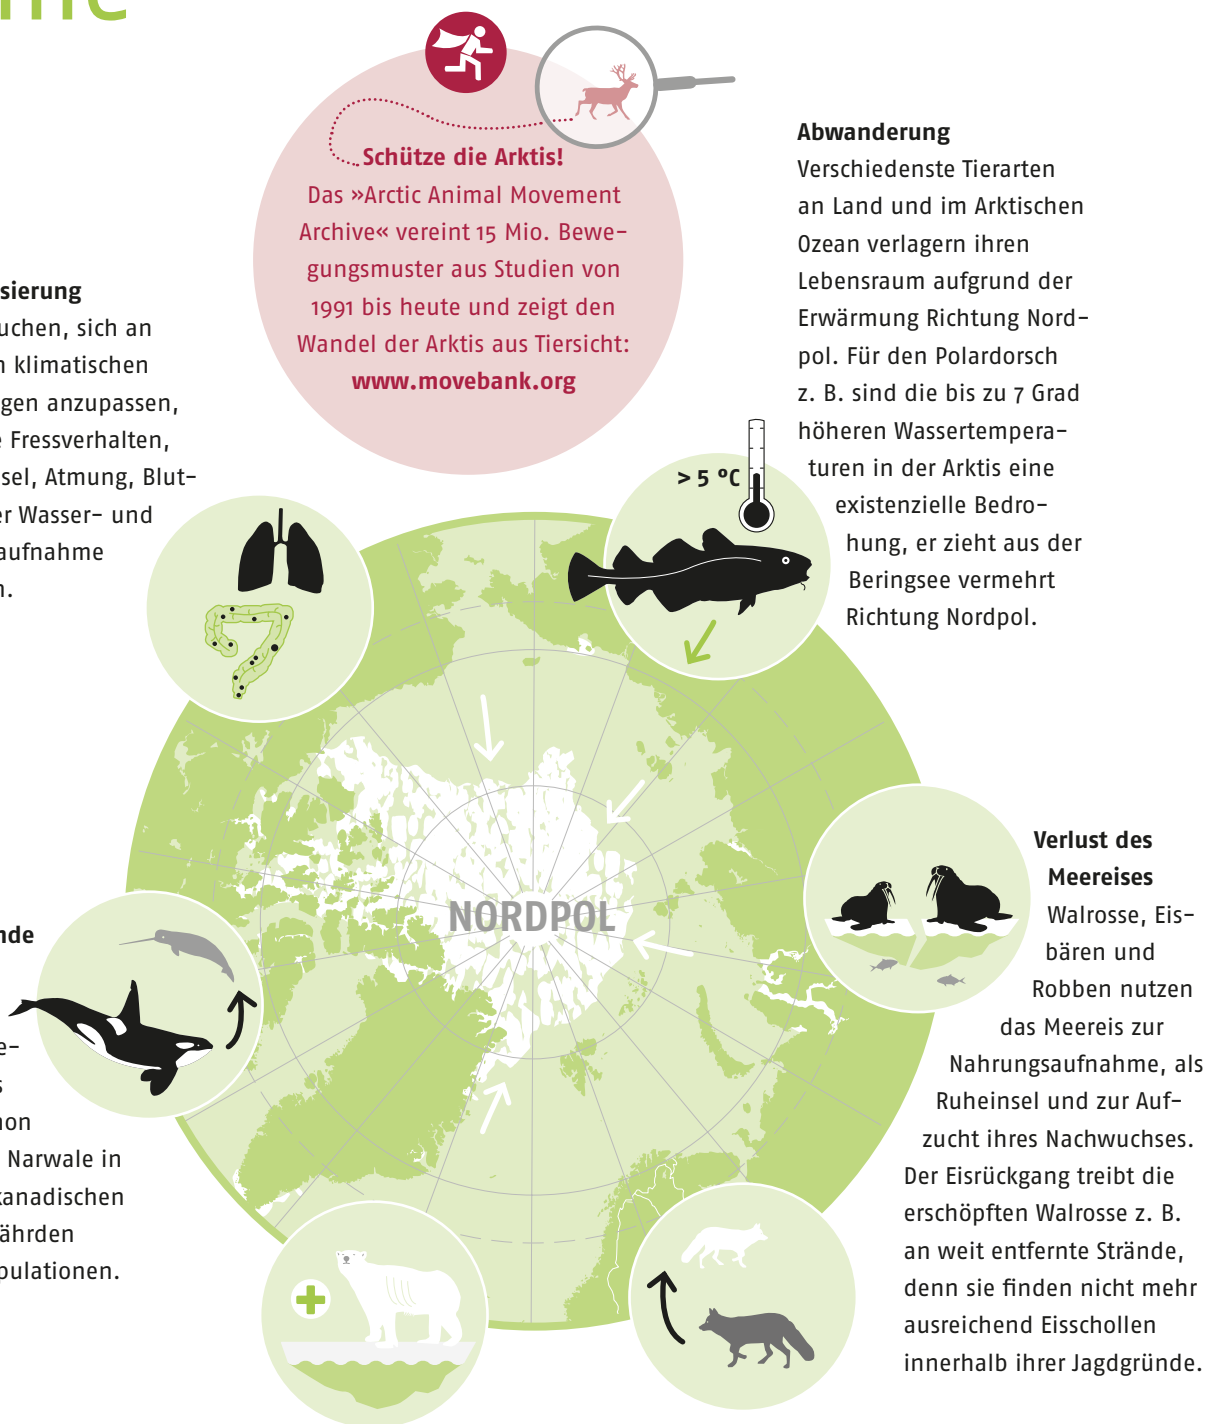 Schütze die Arktis!
Das »Arctic Animal Movement
Archive« vereint 15 Mio. Bewe-
gungsmuster aus Studien von
1991 bis heute und zeigt den
Wandel der Arktis aus Tiersicht:
www.movebank.org
Abwanderung
Verschiedenste Tierarten
an Land und im Arktischen
Ozean verlagern ihren
Lebensraum aufgrund der
Erwärmung Richtung Nord-
pol. Für den Polardorsch
z. B. sind die bis zu 7 Grad
höheren Wassertempera-
turen in der Arktis eine
existenzielle Bedro-
hung, er zieht aus der
Beringsee vermehrt
Richtung Nordpol.
> 5 °C
sierung
uchen, sich an
klimatischen
gen anzupassen,
Fressverhalten,
sel, Atmung, Blut-
er Wasser- und
aufnahme
n.
NORDPOL
Verlust des
Meereises
Walrosse, Eis-
bären und
Robben nutzen
das Meereis zur
Nahrungsaufnahme, als
Ruheinsel und zur Auf-
zucht ihres Nachwuchses.
Der Eisrückgang treibt die
erschöpften Walrosse z. B.
an weit entfernte Strände,
denn sie finden nicht mehr
ausreichend Eisschollen
innerhalb ihrer Jagdgründe.
nde
e-
s
non
Narwale in
kanadischen
ährden
pulationen.